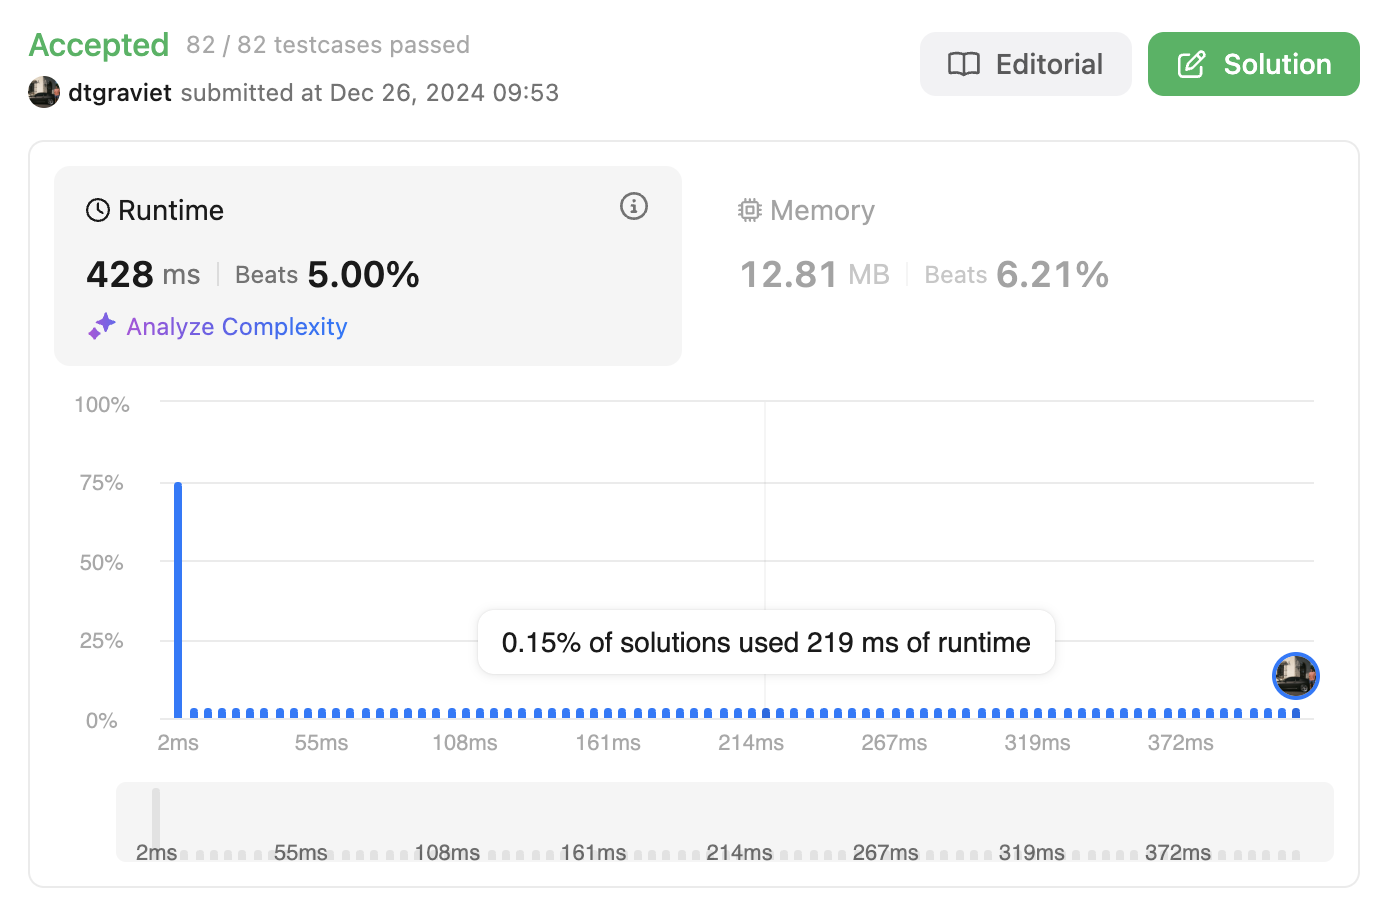 Accepted 82 / 82 testcases passed
dtgraviet submitted at Dec 26, 2024 09:53
Editorial
Solution
Runtime
428 ms Beats 5.00%
Analyze Complexity
Memory
12.81 MB Beats 6.21%
100%
75%
50%
25%
0%
0.15% of solutions used 219 ms of runtime
2ms 55ms 108ms 161ms 214ms 267ms 319ms 372ms
2ms 55ms 108ms 161ms 214ms 267ms 319ms 372ms